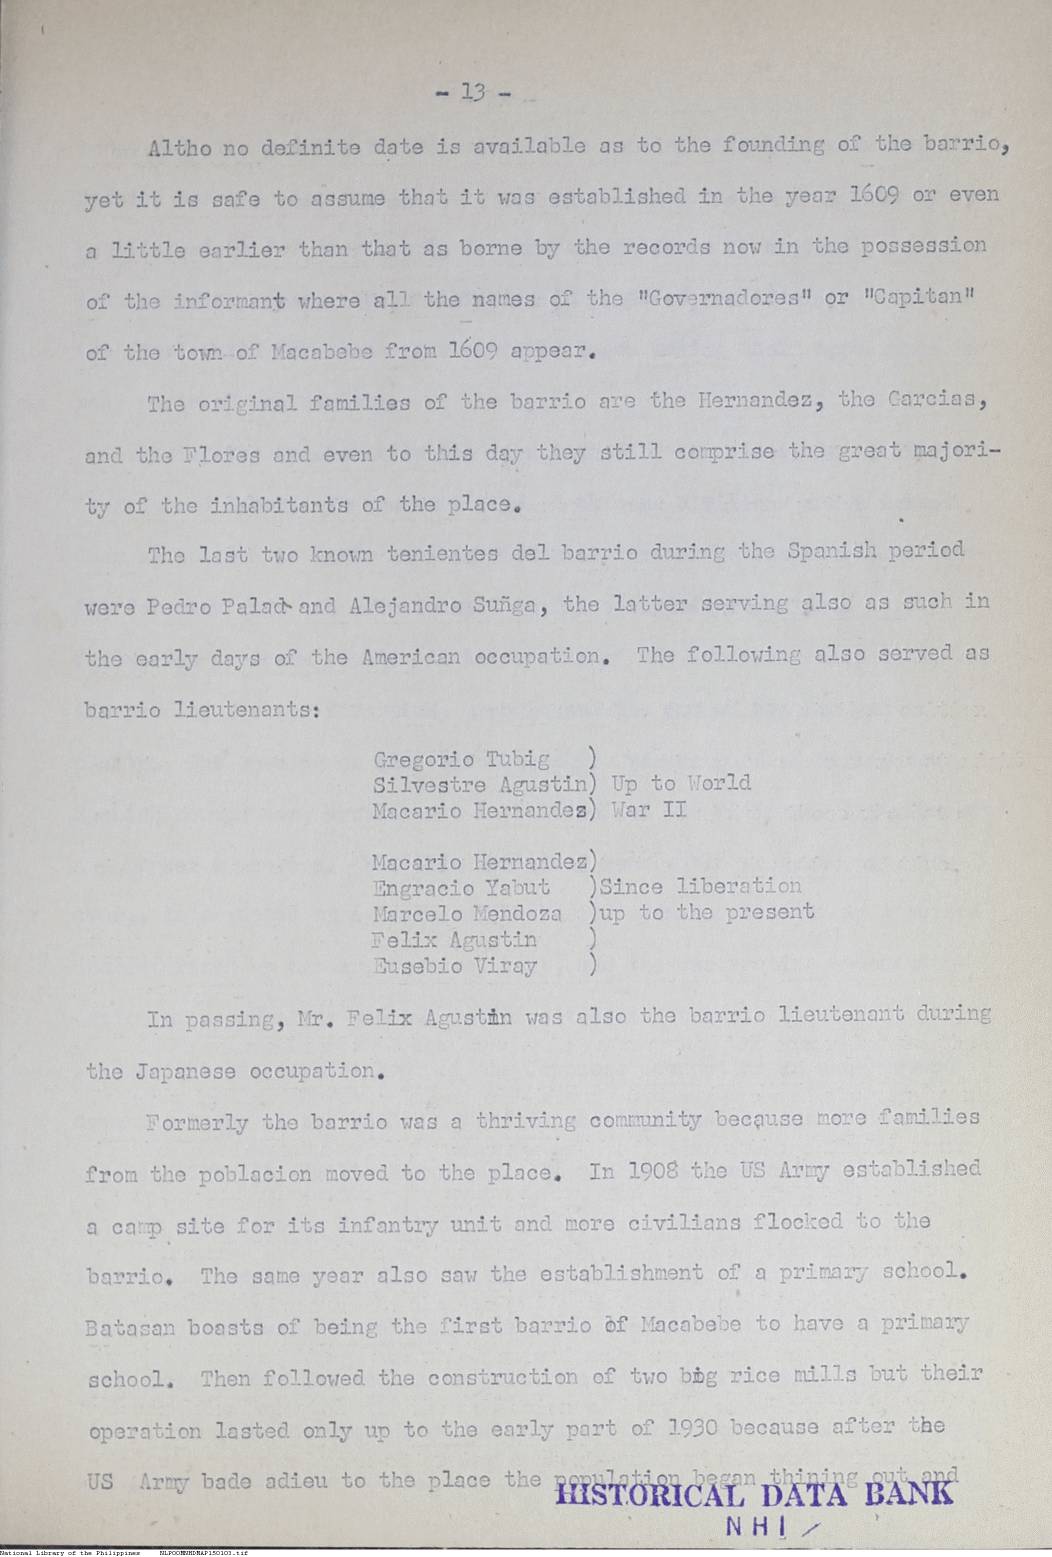 - 13 -
Altho no definite date is available as to the founding of the barrio,
yet it is safe to assume that it was established in the year 1609 or even
a little earlier than that as borne by the records now in the possession
of the informant where all the names of the "Governadores" or "Capitan"
of the town of Macabebe from 1609 appear.
The original families of the barrio are the Hernandez, the Garcias,
and the Flores and even to this day they still comprise the great majori-
ty of the inhabitants of the place.
The last two known tenientes del barrio during the Spanish period
were Pedro Palad and Alejandro Suñga, the latter serving also as such in
the early days of the American occupation. The following also served as
barrio lieutenants:
Gregorio Tubig )
Silvestre Agustin) Up to World
Macario Hernandez) War II
Macario Hernandez)
Engracio Yabut )Since liberation
Marcelo Mendoza )up to the present
Felix Agustin )
Eusebio Viray )
In passing, Mr. Felix Agustin was also the barrio lieutenant during
the Japanese occupation.
Formerly the barrio was a thriving community because more families
from the poblacion moved to the place. In 1908 the US Army established
a camp site for its infantry unit and more civilians flocked to the
barrio. The same year also saw the establishment of a primary school.
Batasan boasts of being the first barrio of Macabebe to have a primary
school. Then followed the construction of two big rice mills but their
operation lasted only up to the early part of 1930 because after the
US Army bade adieu to the place the population began thining out and
HISTORICAL DATA BANK
NHI
National Library of the Philippines NLPOOMNHDMAP150103.tif